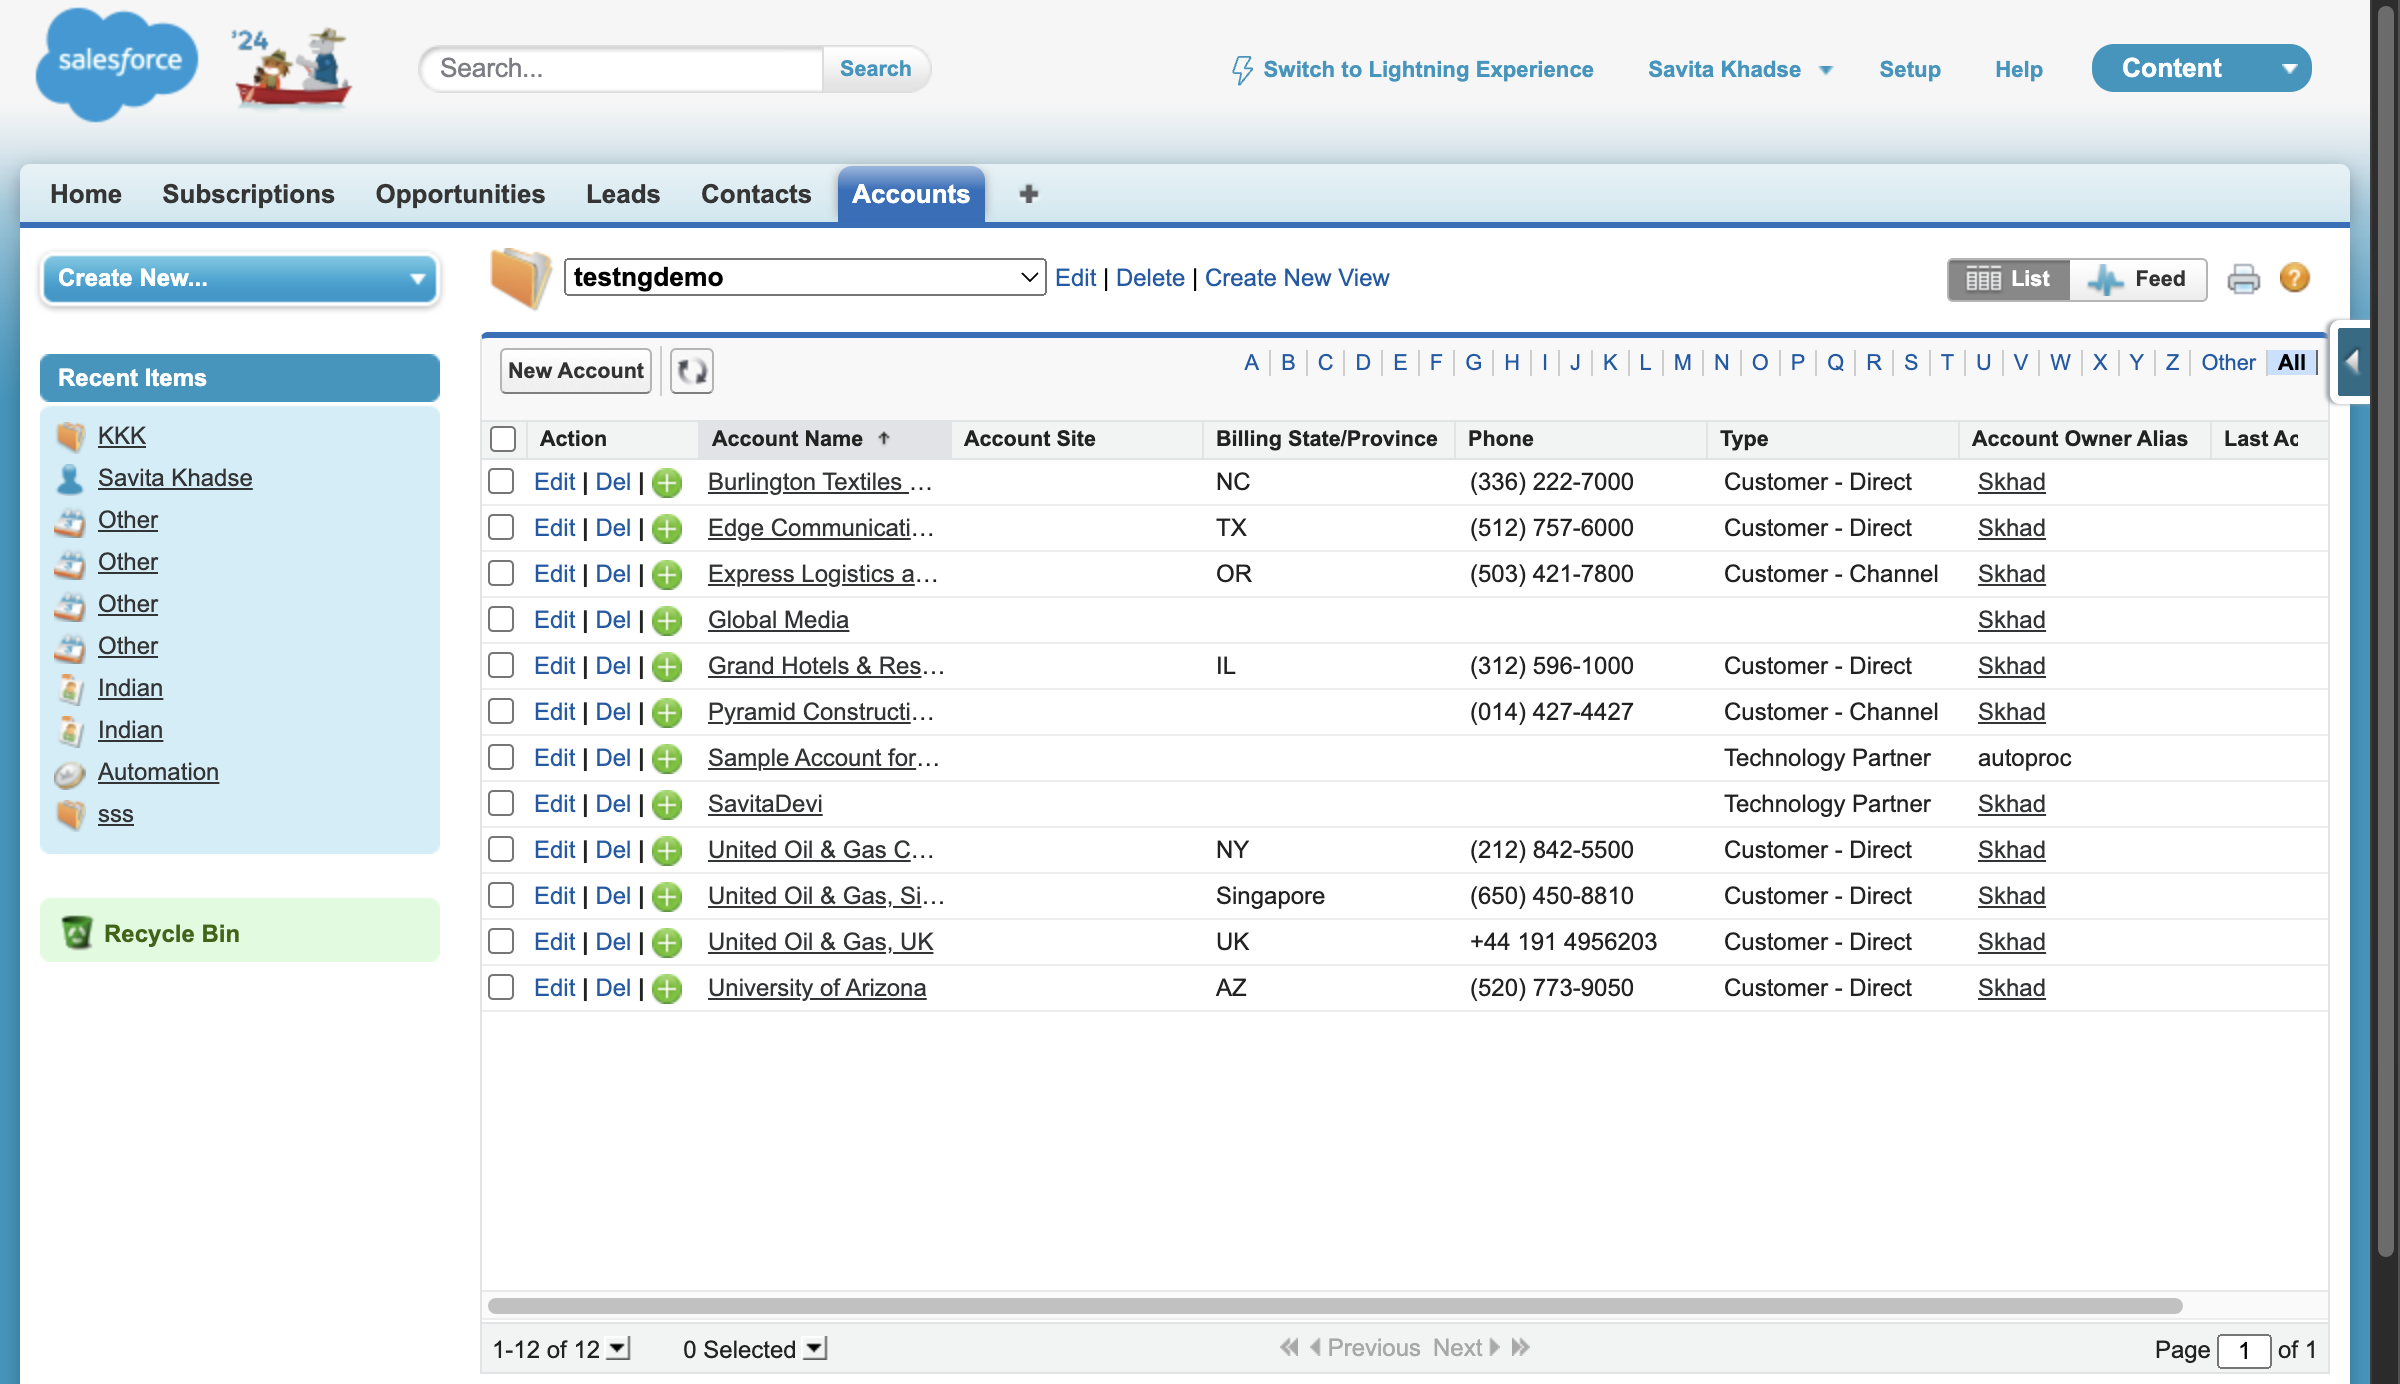 salesforce
'24
Search...
Search
Switch to Lightning Experience
Savita Khadse
Setup
Help
Content
Home
Subscriptions
Opportunities
Leads
Contacts
Accounts
Create New...
testngdemo
Edit | Delete | Create New View
List
Feed
Recent Items
KKK
Savita Khadse
Other
Other
Other
Other
Indian
Indian
Automation
sss
Recycle Bin
New Account
A | B | C | D | E | F | G | H | I | J | K | L | M | N | O | P | Q | R | S | T | U | V | W | X | Y | Z | Other | All
Action Account Name Account Site Billing State/Province Phone Type Account Owner Alias Last Ac
Edit | Del | Burlington Textiles ... NC (336) 222-7000 Customer - Direct Skhad
Edit | Del | Edge Communicati... TX (512) 757-6000 Customer - Direct Skhad
Edit | Del | Express Logistics a... OR (503) 421-7800 Customer - Channel Skhad
Edit | Del | Global Media Skhad
Edit | Del | Grand Hotels & Res... IL (312) 596-1000 Customer - Direct Skhad
Edit | Del | Pyramid Constructi... (014) 427-4427 Customer - Channel Skhad
Edit | Del | Sample Account for... Technology Partner autoproc
Edit | Del | SavitaDevi Technology Partner Skhad
Edit | Del | United Oil & Gas C... NY (212) 842-5500 Customer - Direct Skhad
Edit | Del | United Oil & Gas, Si... Singapore (650) 450-8810 Customer - Direct Skhad
Edit | Del | United Oil & Gas, UK UK +44 191 4956203 Customer - Direct Skhad
Edit | Del | University of Arizona AZ (520) 773-9050 Customer - Direct Skhad
1-12 of 12
0 Selected
Previous Next
Page 1 of 1